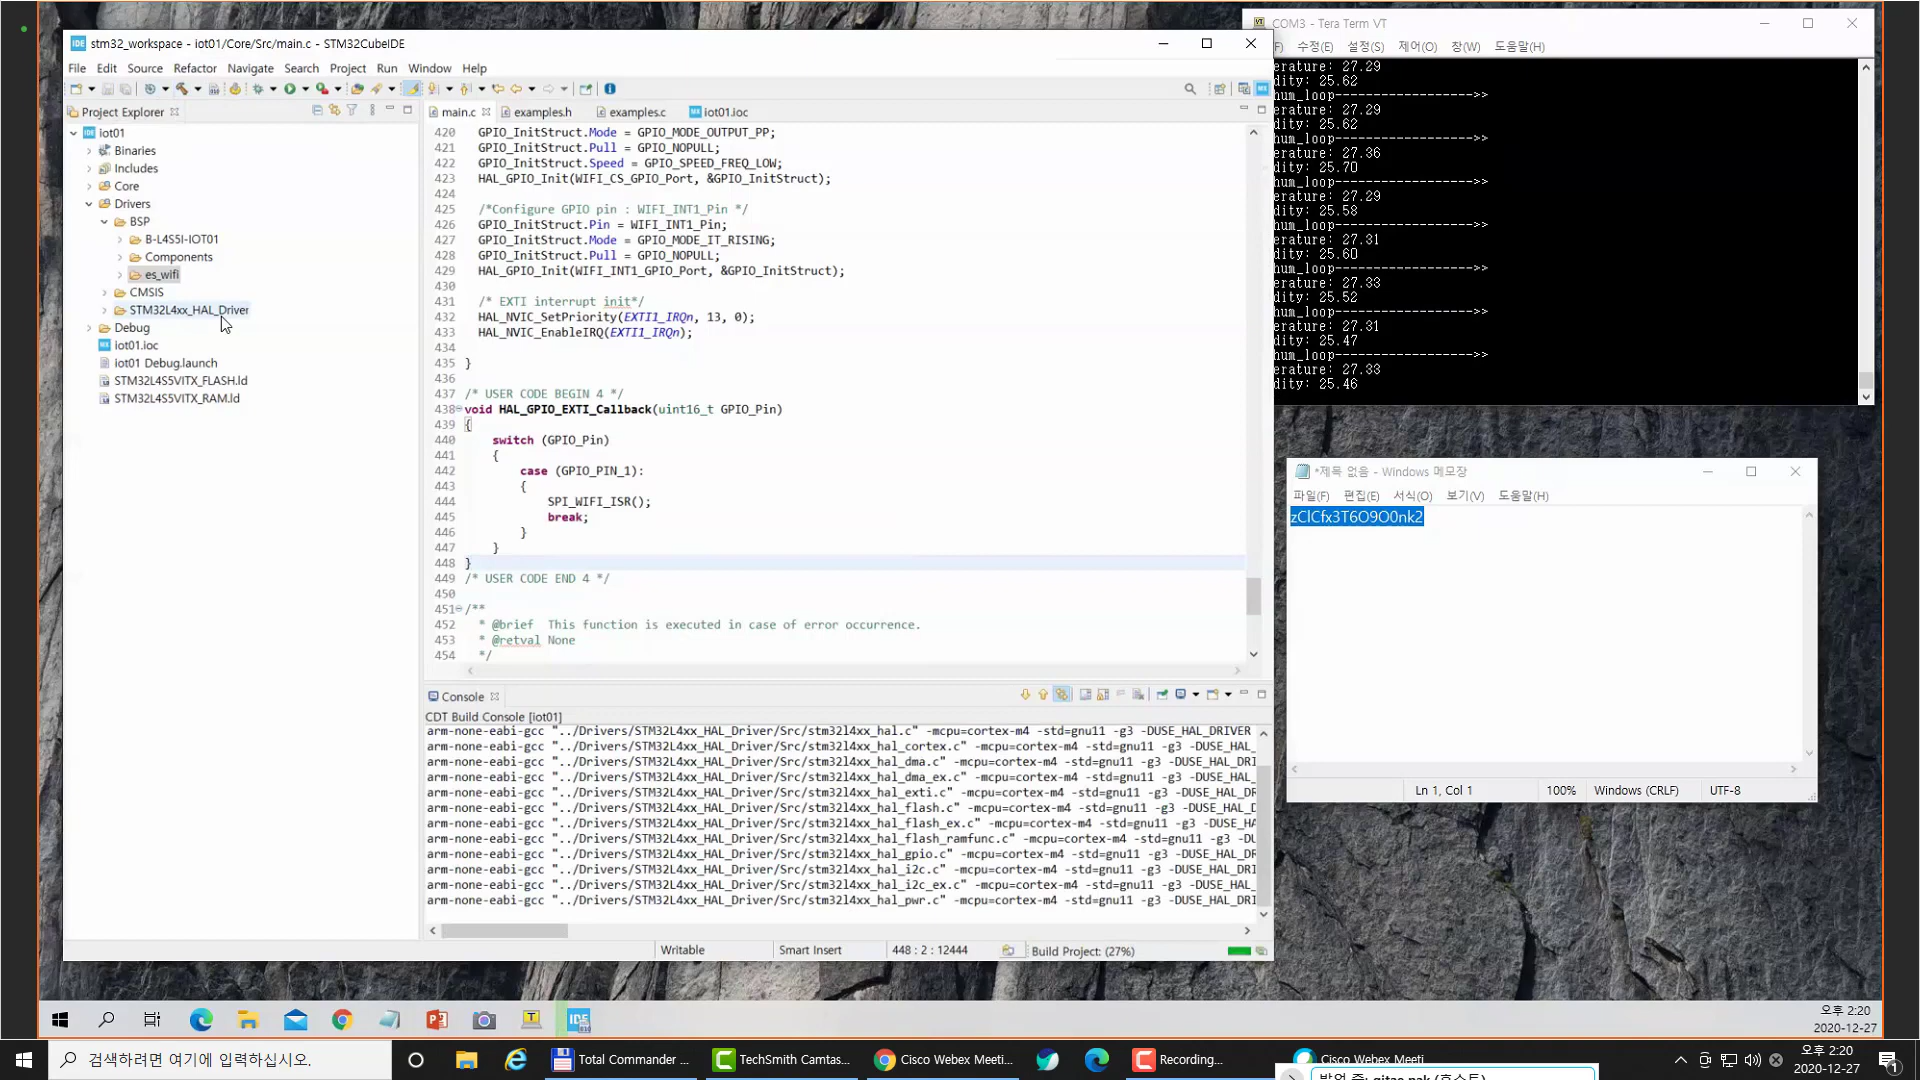 stm32_workspace - iot01/Core/Src/main.c - STM32CubeIDE
File Edit Source Refactor Navigate Search Project Run Window Help
Project Explorer
iot01
Binaries
Includes
Core
Drivers
BSP
B-L4S5I-IOT01
Components
es_wifi
CMSIS
STM32L4xx_HAL_Driver
Debug
iot01.ioc
iot01 Debug.launch
STM32L4S5VITX_FLASH.ld
STM32L4S5VITX_RAM.ld
main.c examples.h examples.c iot01.ioc
420 GPIO_InitStruct.Mode = GPIO_MODE_OUTPUT_PP;
421 GPIO_InitStruct.Pull = GPIO_NOPULL;
422 GPIO_InitStruct.Speed = GPIO_SPEED_FREQ_LOW;
423 HAL_GPIO_Init(WIFI_CS_GPIO_Port, &GPIO_InitStruct);
424
425 /*Configure GPIO pin : WIFI_INT1_Pin */
426 GPIO_InitStruct.Pin = WIFI_INT1_Pin;
427 GPIO_InitStruct.Mode = GPIO_MODE_IT_RISING;
428 GPIO_InitStruct.Pull = GPIO_NOPULL;
429 HAL_GPIO_Init(WIFI_INT1_GPIO_Port, &GPIO_InitStruct);
430
431 /* EXTI interrupt init*/
432 HAL_NVIC_SetPriority(EXTI1_IRQn, 13, 0);
433 HAL_NVIC_EnableIRQ(EXTI1_IRQn);
434
435 }
436
437 /* USER CODE BEGIN 4 */
438 void HAL_GPIO_EXTI_Callback(uint16_t GPIO_Pin)
439 {
440 switch (GPIO_Pin)
441 {
442 case (GPIO_PIN_1):
443 {
444 SPI_WIFI_ISR();
445 break;
446 }
447 }
448 }
449 /* USER CODE END 4 */
450
451 /**
452 * @brief This function is executed in case of error occurrence.
453 * @retval None
454 */
Console
CDT Build Console [iot01]
arm-none-eabi-gcc "../Drivers/STM32L4xx_HAL_Driver/Src/stm32l4xx_hal.c" -mcpu=cortex-m4 -std=gnu11 -g3 -DUSE_HAL_DRIVER
arm-none-eabi-gcc "../Drivers/STM32L4xx_HAL_Driver/Src/stm32l4xx_hal_cortex.c" -mcpu=cortex-m4 -std=gnu11 -g3 -DUSE_HAL_
arm-none-eabi-gcc "../Drivers/STM32L4xx_HAL_Driver/Src/stm32l4xx_hal_dma.c" -mcpu=cortex-m4 -std=gnu11 -g3 -DUSE_HAL_DRI
arm-none-eabi-gcc "../Drivers/STM32L4xx_HAL_Driver/Src/stm32l4xx_hal_dma_ex.c" -mcpu=cortex-m4 -std=gnu11 -g3 -DUSE_HAL_
arm-none-eabi-gcc "../Drivers/STM32L4xx_HAL_Driver/Src/stm32l4xx_hal_exti.c" -mcpu=cortex-m4 -std=gnu11 -g3 -DUSE_HAL_DR
arm-none-eabi-gcc "../Drivers/STM32L4xx_HAL_Driver/Src/stm32l4xx_hal_flash.c" -mcpu=cortex-m4 -std=gnu11 -g3 -DUSE_HAL_D
arm-none-eabi-gcc "../Drivers/STM32L4xx_HAL_Driver/Src/stm32l4xx_hal_flash_ex.c" -mcpu=cortex-m4 -std=gnu11 -g3 -DUSE_HA
arm-none-eabi-gcc "../Drivers/STM32L4xx_HAL_Driver/Src/stm32l4xx_hal_flash_ramfunc.c" -mcpu=cortex-m4 -std=gnu11 -g3 -DU
arm-none-eabi-gcc "../Drivers/STM32L4xx_HAL_Driver/Src/stm32l4xx_hal_gpio.c" -mcpu=cortex-m4 -std=gnu11 -g3 -DUSE_HAL_DR
arm-none-eabi-gcc "../Drivers/STM32L4xx_HAL_Driver/Src/stm32l4xx_hal_i2c.c" -mcpu=cortex-m4 -std=gnu11 -g3 -DUSE_HAL_DRI
arm-none-eabi-gcc "../Drivers/STM32L4xx_HAL_Driver/Src/stm32l4xx_hal_i2c_ex.c" -mcpu=cortex-m4 -std=gnu11 -g3 -DUSE_HAL_
arm-none-eabi-gcc "../Drivers/STM32L4xx_HAL_Driver/Src/stm32l4xx_hal_pwr.c" -mcpu=cortex-m4 -std=gnu11 -g3 -DUSE_HAL_DRI
Writable Smart Insert 448 : 2 : 12444 Build Project: (27%)
COM3 - Tera Term VT
F) 수정(E) 설정(S) 제어(O) 창(W) 도움말(H)
erature: 27.29
dity: 25.62
hum_loop------------------->>
erature: 27.29
dity: 25.62
hum_loop------------------->>
erature: 27.36
dity: 25.70
hum_loop------------------->>
erature: 27.29
dity: 25.58
hum_loop------------------->>
erature: 27.31
dity: 25.60
hum_loop------------------->>
erature: 27.33
dity: 25.52
hum_loop------------------->>
erature: 27.31
dity: 25.47
hum_loop------------------->>
erature: 27.33
dity: 25.46
*제목 없음 - Windows 메모장
파일(F) 편집(E) 서식(O) 보기(V) 도움말(H)
zClCfx3T6O9O0nk2
Ln 1, Col 1 100% Windows (CRLF) UTF-8
오후 2:20
2020-12-27
검색하려면 여기에 입력하십시오.
Total Commander ...
TechSmith Camtas...
Cisco Webex Meeti...
Recording...
Cisco Webex Meeti
오후 2:20
2020-12-27